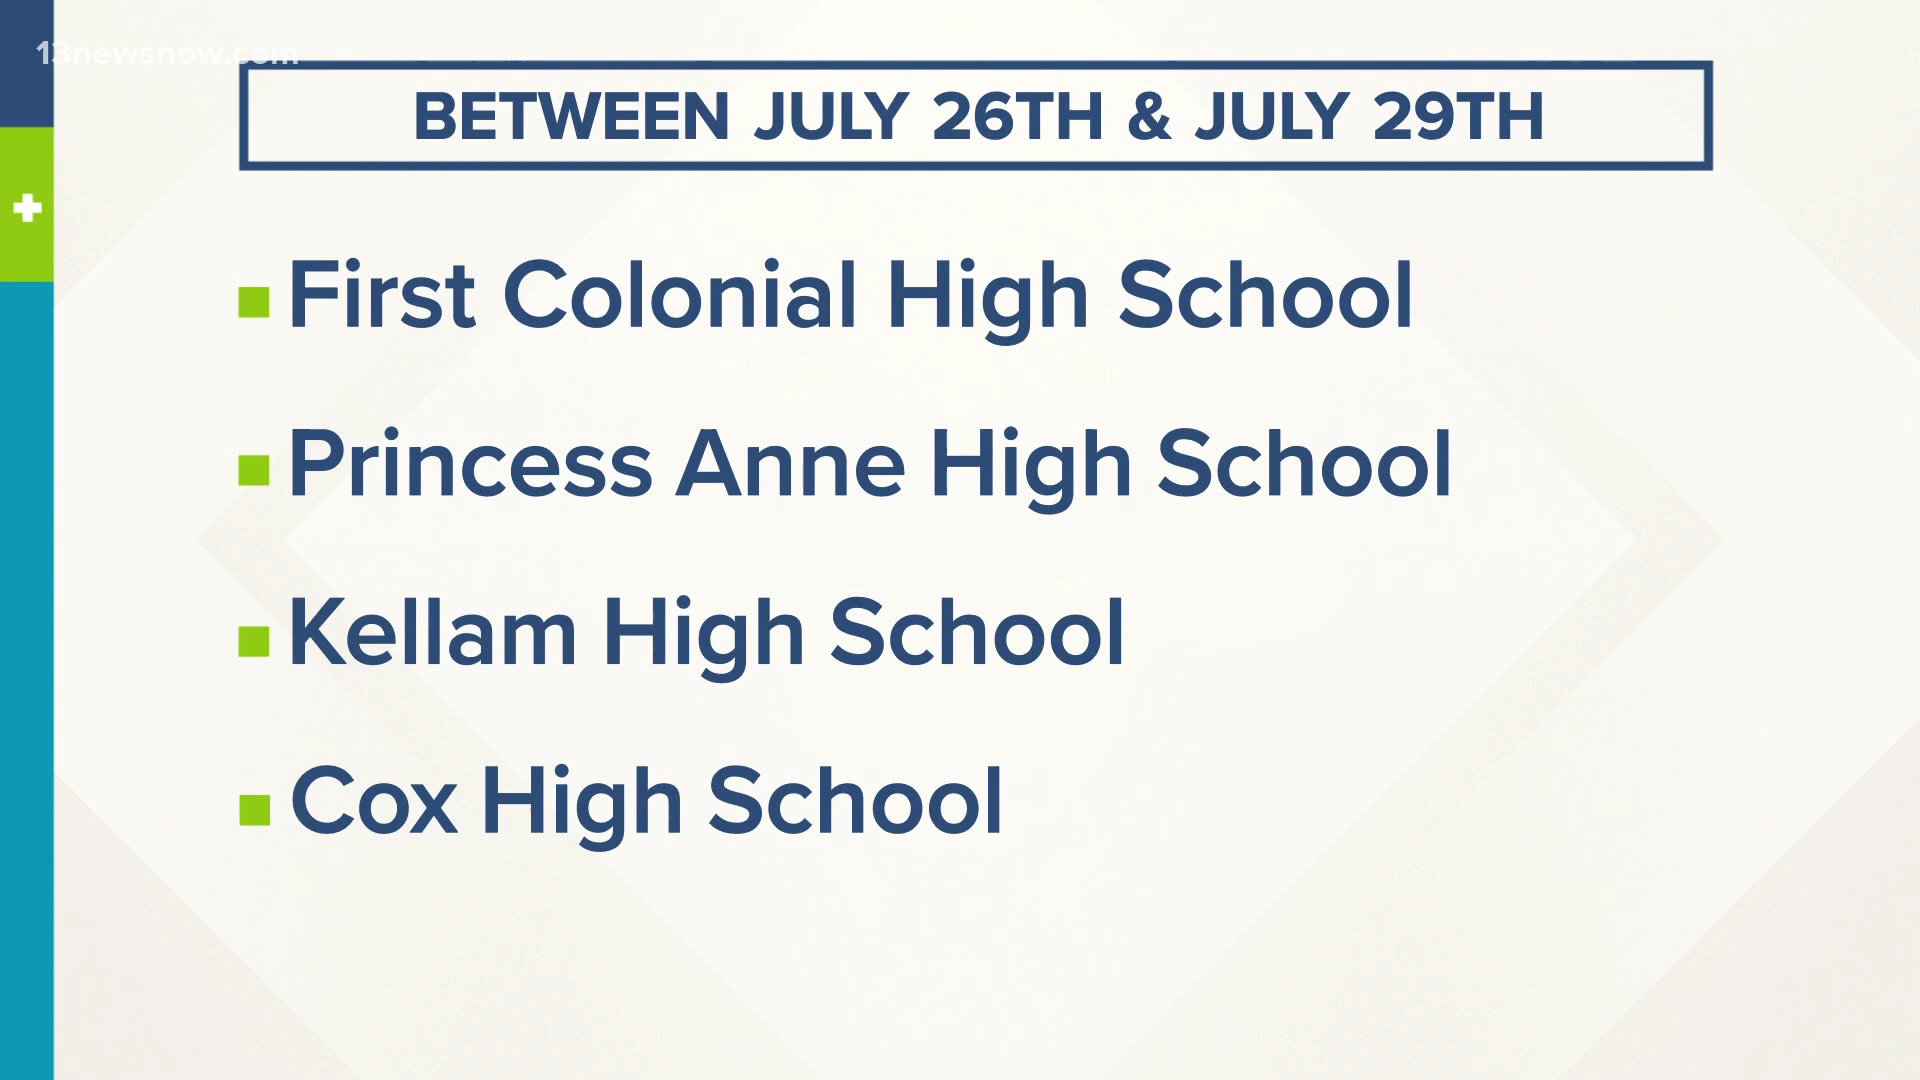 13newsnow.com
BETWEEN JULY 26TH & JULY 29TH
First Colonial High School
Princess Anne High School
Kellam High School
Cox High School